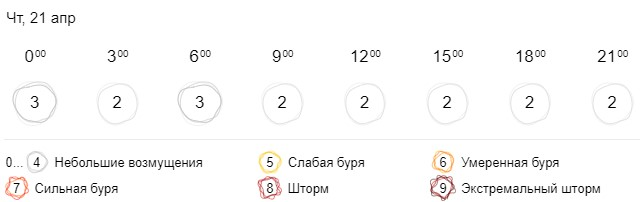 Чт, 21 апр
0⁰⁰ 3⁰⁰ 6⁰⁰ 9⁰⁰ 12⁰⁰ 15⁰⁰ 18⁰⁰ 21⁰⁰
3 2 3 2 2 2 2 2
0... 4 Небольшие возмущения 5 Слабая буря 6 Умеренная буря
7 Сильная буря 8 Шторм 9 Экстремальный шторм